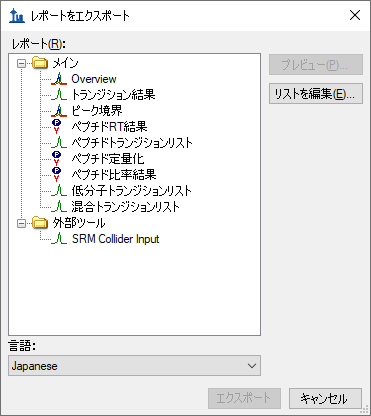 レポートをエクスポート
レポート(R):
プレビュー(P)...
リストを編集(E)...
メイン
Overview
トランジション結果
ピーク境界
ペプチドRT結果
ペプチドトランジションリスト
ペプチド定量化
ペプチド比率結果
低分子トランジションリスト
混合トランジションリスト
外部ツール
SRM Collider Input
言語:
Japanese
エクスポート
キャンセル